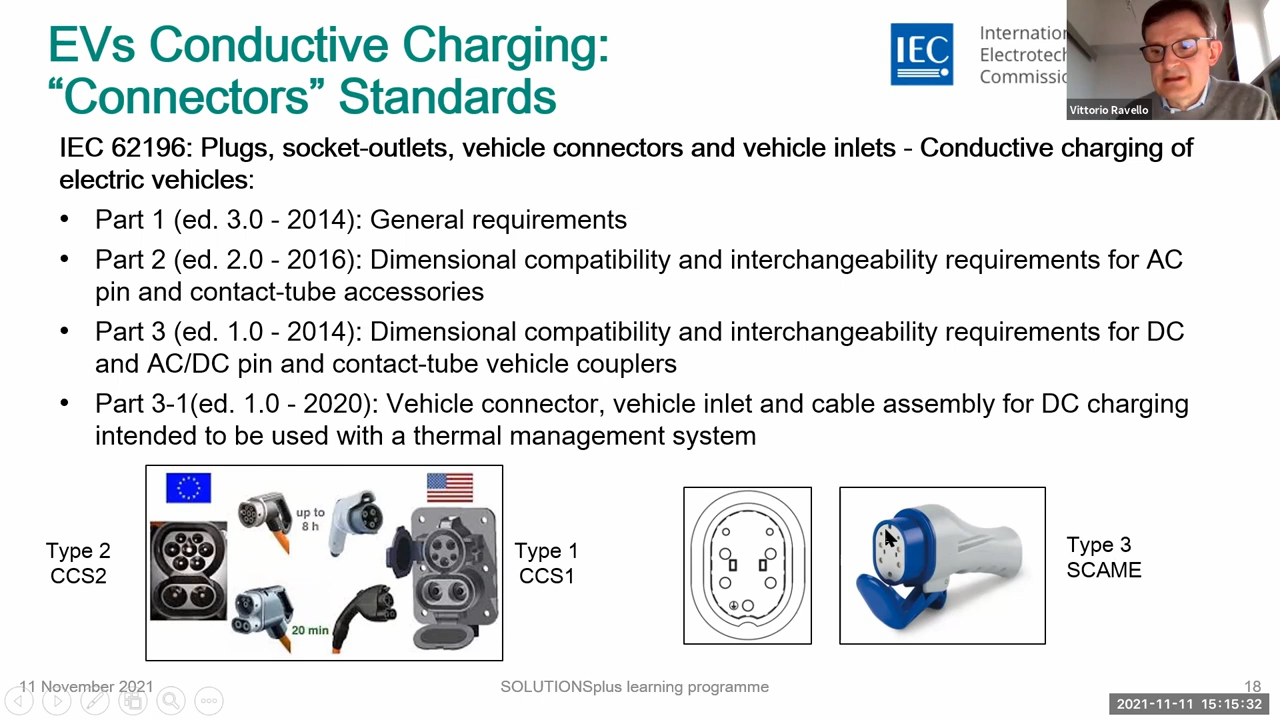 EVs Conductive Charging:
“Connectors” Standards
IEC
Internation
Electrotech
Commissi
Vittorio Ravello
IEC 62196: Plugs, socket-outlets, vehicle connectors and vehicle inlets - Conductive charging of
electric vehicles:
• Part 1 (ed. 3.0 - 2014): General requirements
• Part 2 (ed. 2.0 - 2016): Dimensional compatibility and interchangeability requirements for AC
pin and contact-tube accessories
• Part 3 (ed. 1.0 - 2014): Dimensional compatibility and interchangeability requirements for DC
and AC/DC pin and contact-tube vehicle couplers
• Part 3-1(ed. 1.0 - 2020): Vehicle connector, vehicle inlet and cable assembly for DC charging
intended to be used with a thermal management system
Type 2
CCS2
up to
8 h
20 min
Type 1
CCS1
Type 3
SCAME
11 November 2021
SOLUTIONSplus learning programme
18
2021-11-11 15:15:32